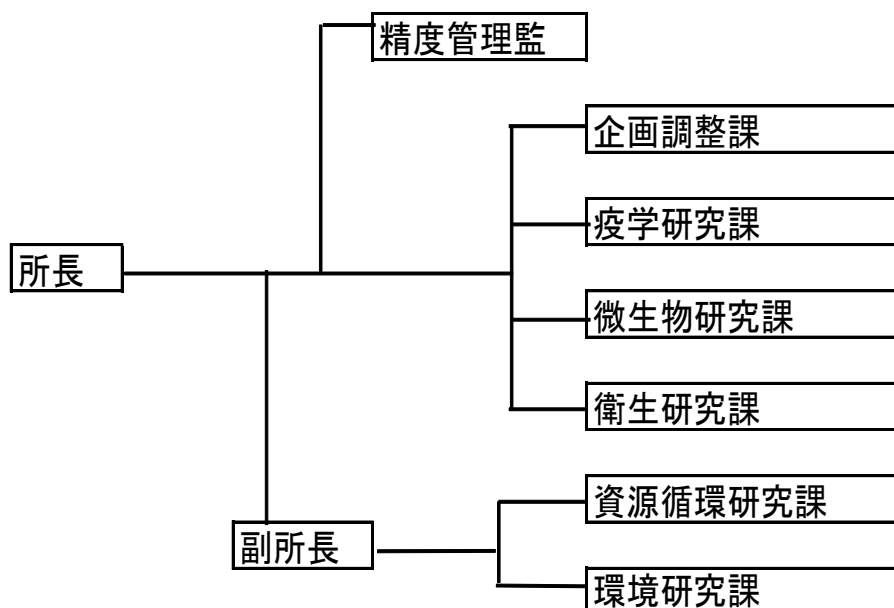 精度管理監
企画調整課
疫学研究課
所長
微生物研究課
衛生研究課
資源循環研究課
副所長
環境研究課